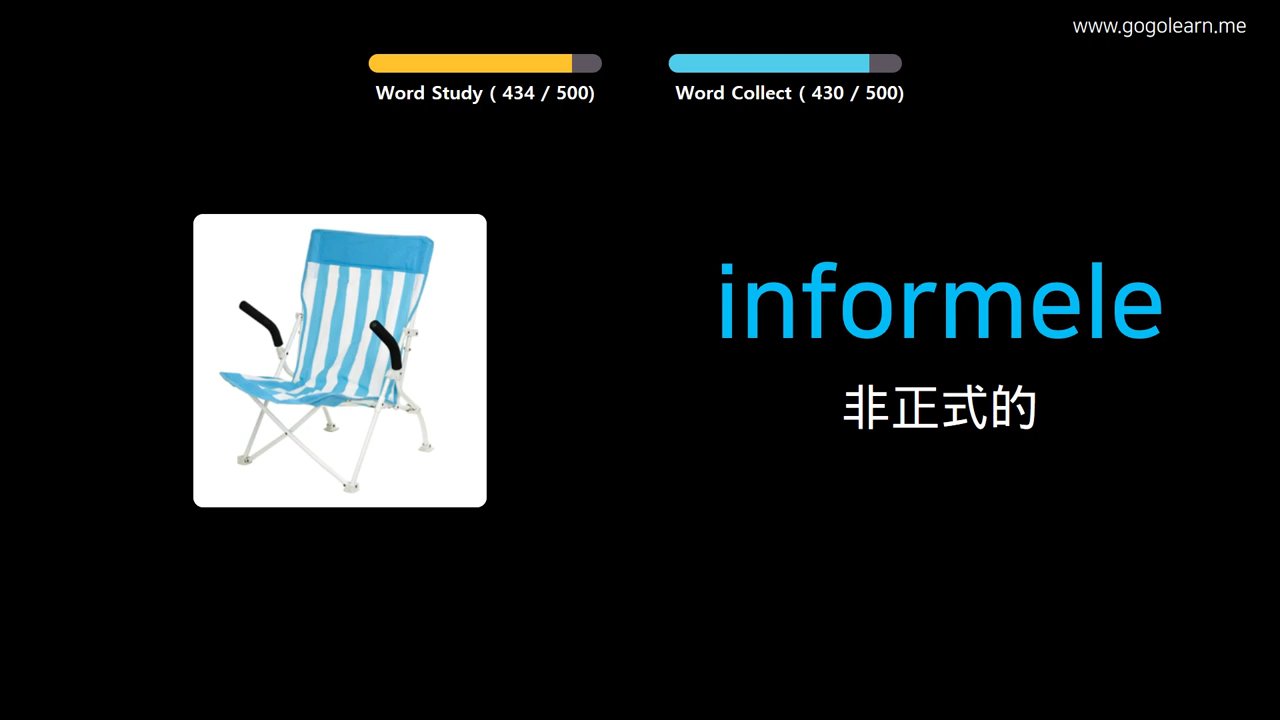 www.gogolearn.me
Word Study ( 434 / 500)
Word Collect ( 430 / 500)
informele
非正式的